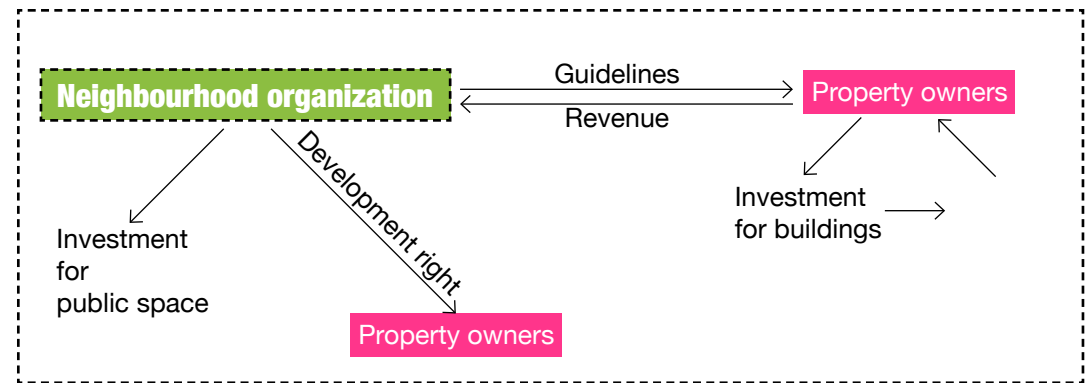 Neighbourhood organization
Guidelines
Revenue
Property owners
Development right
Investment
for buildings
Investment
for
public space
Property owners